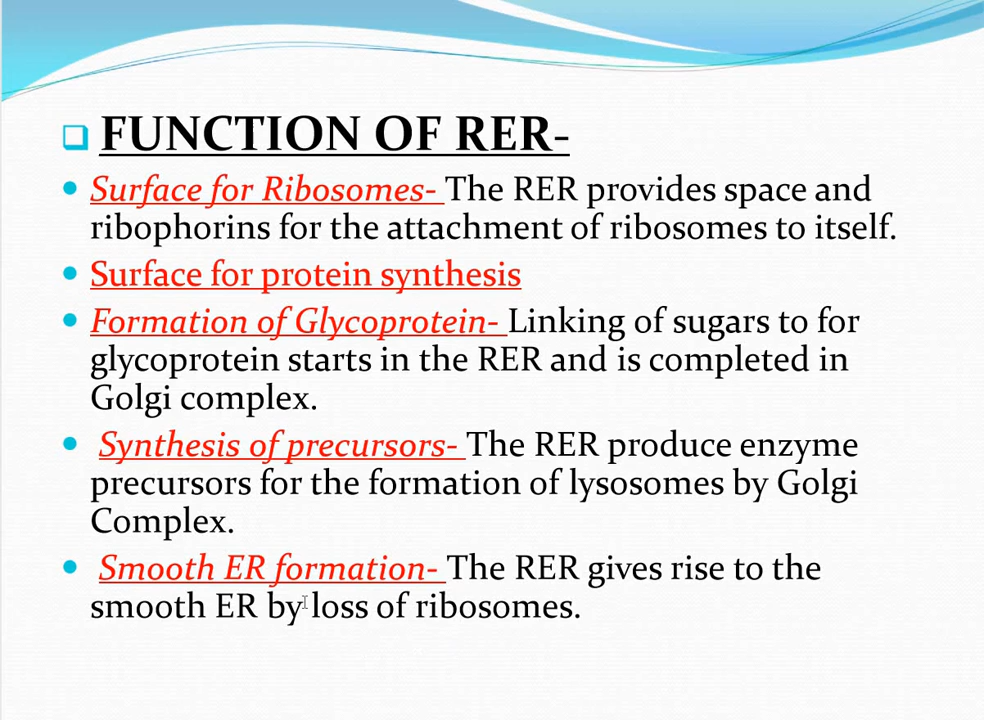 FUNCTION OF RER-
Surface for Ribosomes- The RER provides space and
ribophorins for the attachment of ribosomes to itself.
Surface for protein synthesis
Formation of Glycoprotein- Linking of sugars to for
glycoprotein starts in the RER and is completed in
Golgi complex.
Synthesis of precursors- The RER produce enzyme
precursors for the formation of lysosomes by Golgi
Complex.
Smooth ER formation- The RER gives rise to the
smooth ER by loss of ribosomes.